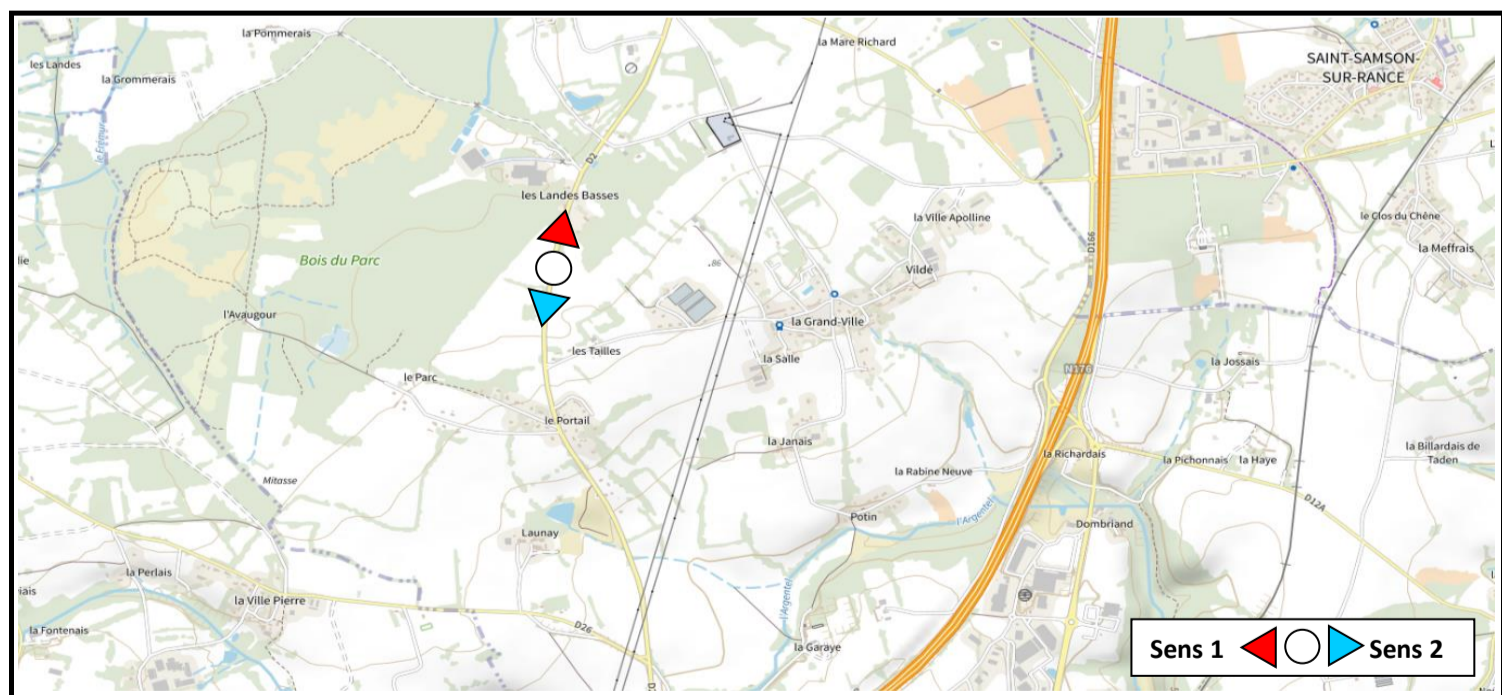 la Pommerais
les Landes
la Grommerais
le Frémur
D2
la Mare Richard
SAINT-SAMSON-
SUR-RANCE
les Landes Basses
la Ville Apolline
le Clos du Chêne
la Meffrais
Bois du Parc
.86
Vildé
D166
l'Avaugour
la Grand-Ville
les Tailles
la Salle
la Jossais
N176
le Parc
le Portail
la Janais
la Rabine Neuve
la Richardais
la Pichonnais
la Haye
la Billardais de
Taden
Mitasse
D12A
l'Argentel
Potin
Dombriand
Launay
la Perlais
iais
la Ville Pierre
l'Argentel
la Fontenais
D26
la Garaye
Sens 1
Sens 2